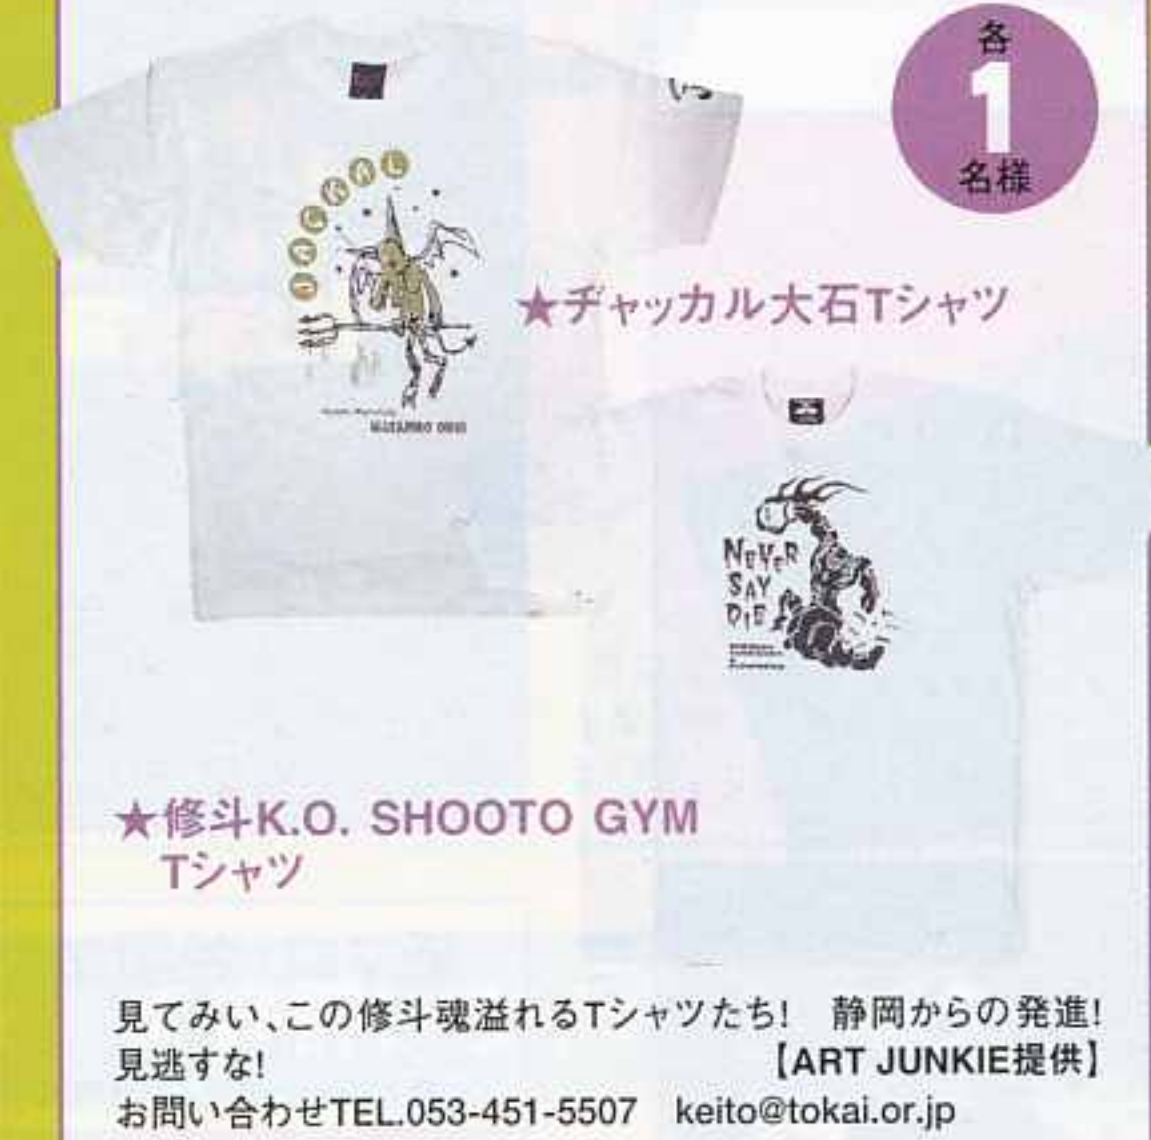 各
1
名様
JACKAL
★ヂャッカル大石Tシャツ
MASAHIRO OISHI
NEVER
SAY
DIE
★修斗K.O. SHOOTO GYM
Tシャツ
見てみい、この修斗魂溢れるTシャツたち! 静岡からの発進!
見逃すな!
【ART JUNKIE提供】
お問い合わせTEL.053-451-5507 keito@tokai.or.jp